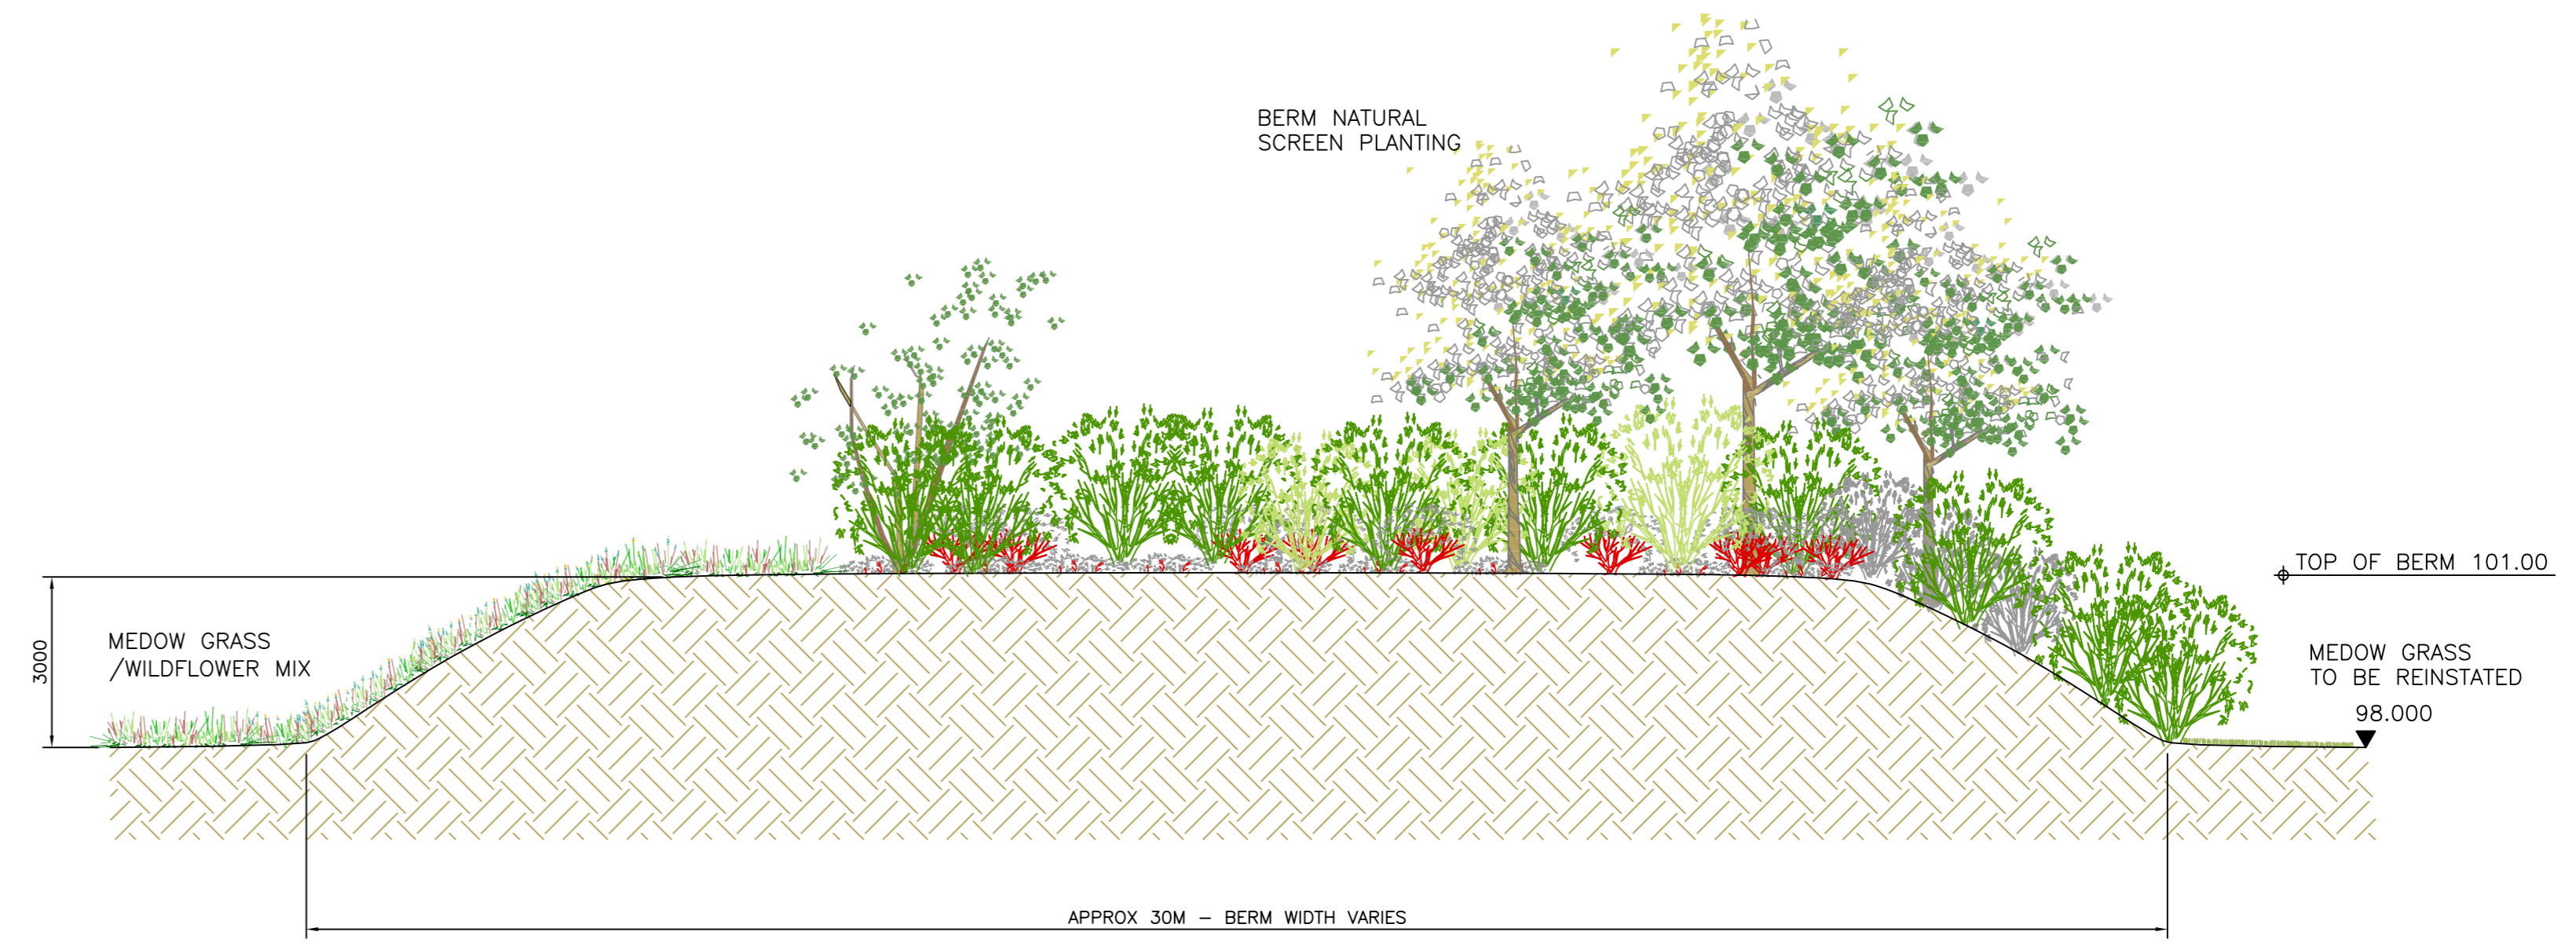 BERM NATURAL
SCREEN PLANTING
TOP OF BERM 101.00
3000
MEDOW GRASS
/WILDFLOWER MIX
MEDOW GRASS
TO BE REINSTATED
98.000
APPROX 30M – BERM WIDTH VARIES